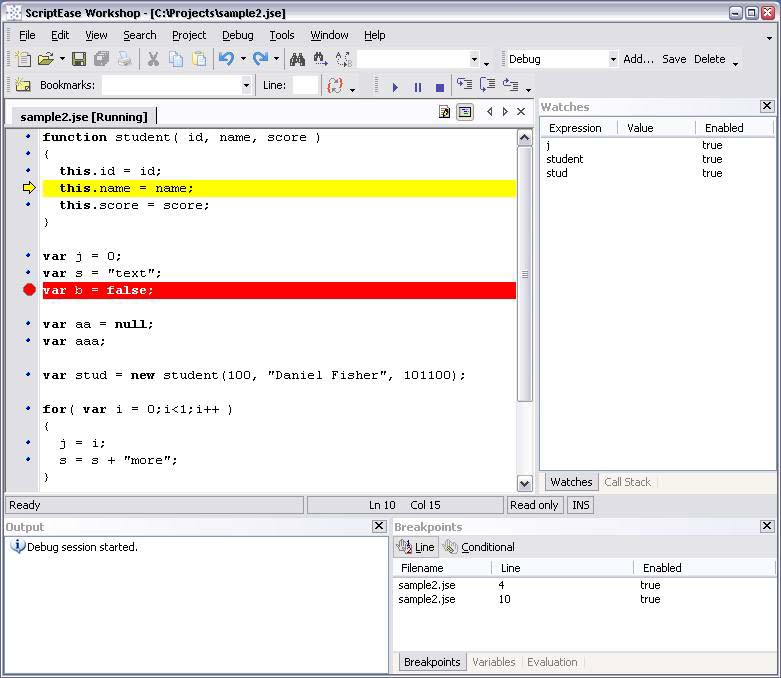 ScriptEase Workshop - [C:\Projects\sample2.jse]
File Edit View Search Project Debug Tools Window Help
Debug Add... Save Delete
Bookmarks: Line:
sample2.jse [Running]
function student( id, name, score )
{
this.id = id;
this.name = name;
this.score = score;
}
var j = 0;
var s = "text";
var b = false;
var aa = null;
var aaa;
var stud = new student(100, "Daniel Fisher", 101100);
for( var i = 0;i<1;i++ )
{
j = i;
s = s + "more";
}
Watches
Expression Value Enabled
j true
student true
stud true
Watches Call Stack
Ready Ln 10 Col 15 Read only INS
Output
Debug session started.
Breakpoints
Line Conditional
Filename Line Enabled
sample2.jse 4 true
sample2.jse 10 true
Breakpoints Variables Evaluation